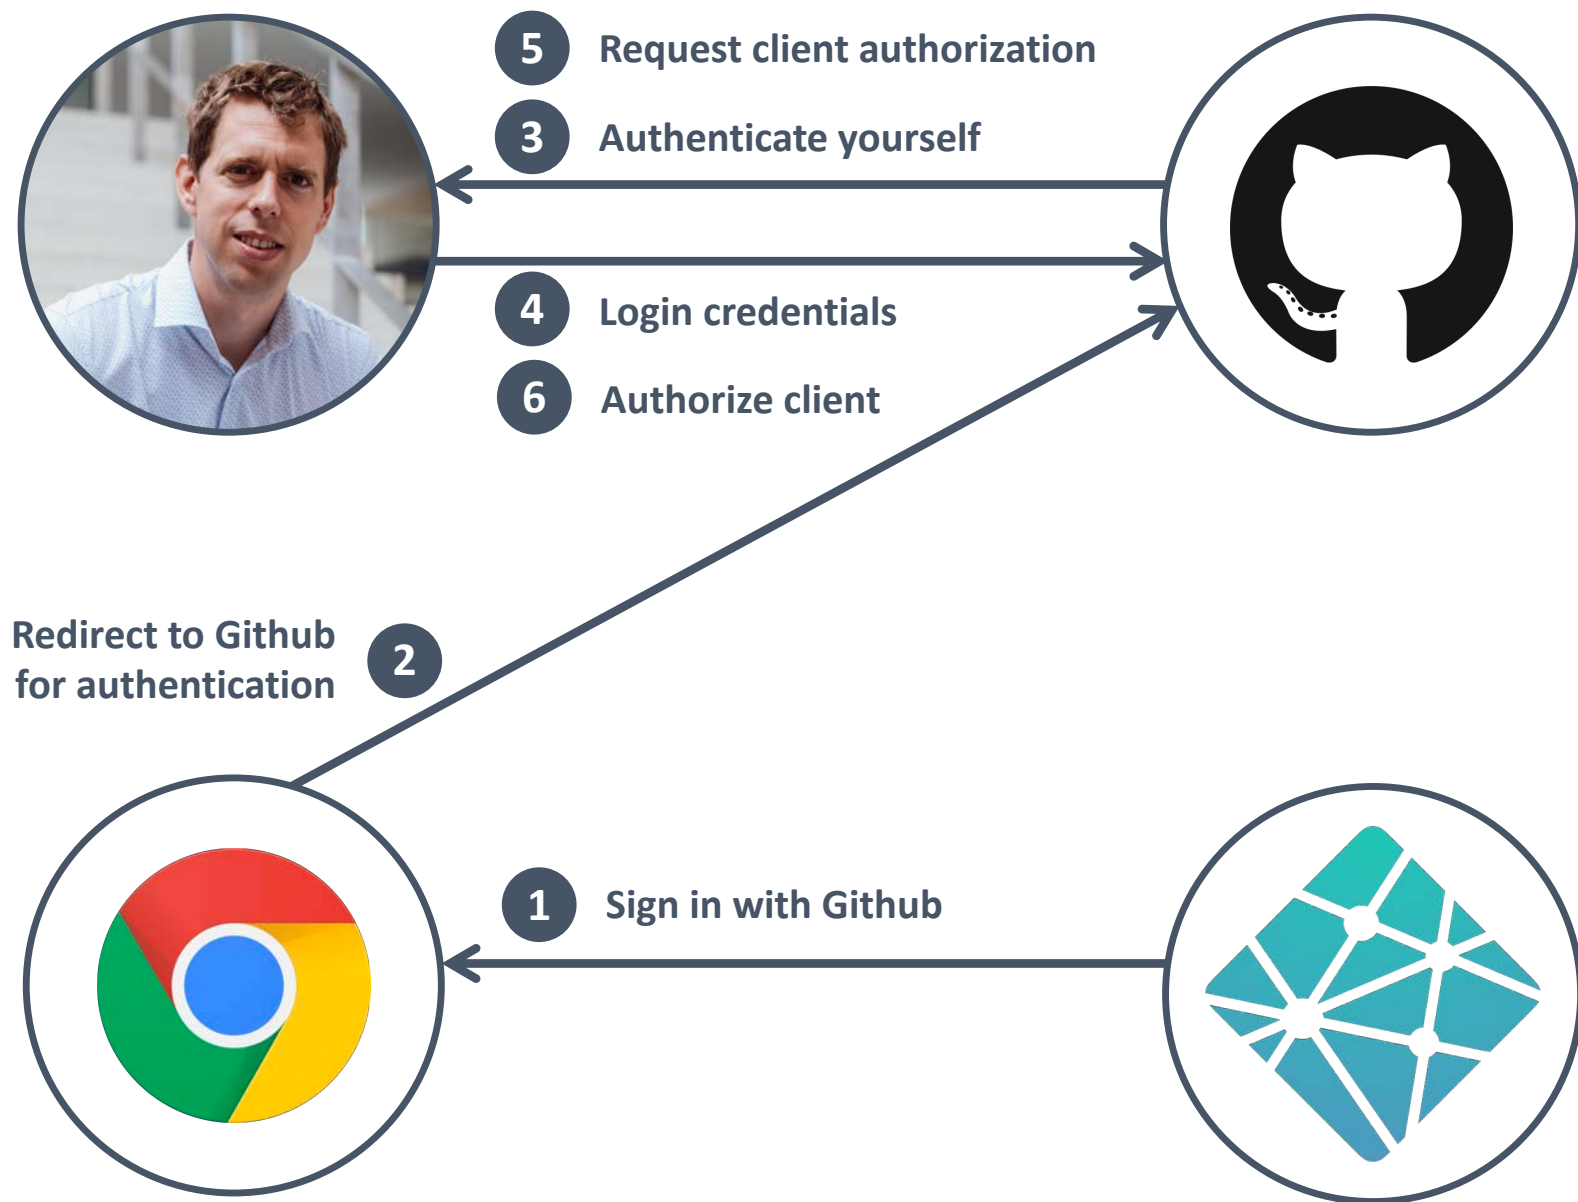 5 Request client authorization
3 Authenticate yourself
4 Login credentials
6 Authorize client
Redirect to Github
for authentication
2
1 Sign in with Github